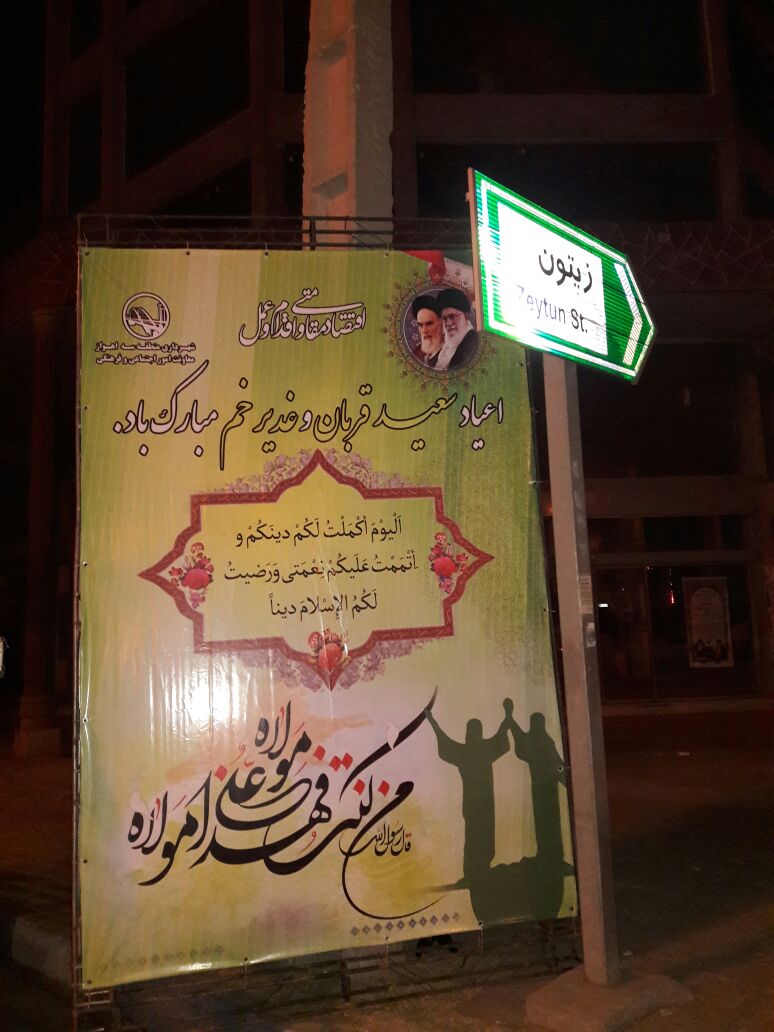 اقتصاد مقاومتی اقدام و عمل
شهرداری منطقه سه اهواز
معاونت امور اجتماعی و فرهنگی
اعیاد سعید قربان و غدیر خم مبارک باد.
اَلْیَوْمَ أَکْمَلْتُ لَکُمْ دینَکُمْ وَ
أَتْمَمْتُ عَلَیْکُمْ نِعْمَتی وَرَضیتُ
لَکُمُ الإِسْلامَ دیناً
قال رسول الله
من کنت مولاه فهذا علی مولاه
زیتون
Zeytun St.